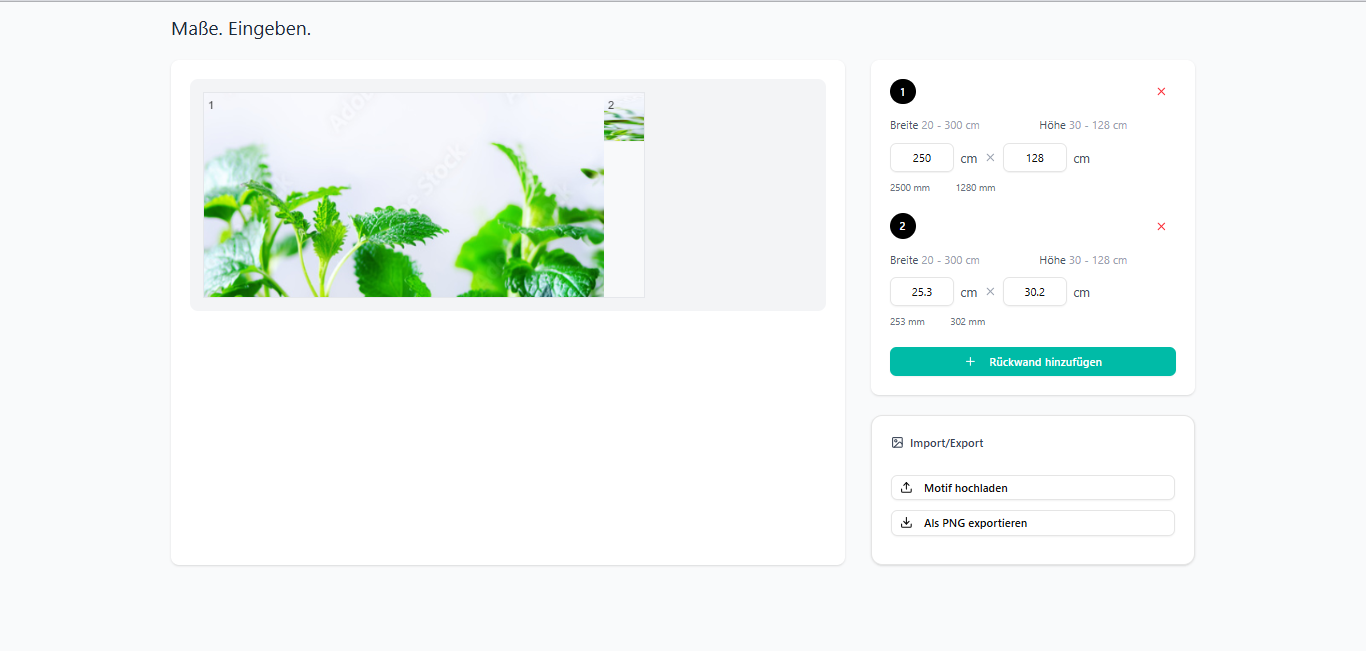 Maße. Eingeben.
1
2
Adob
e Stock
1
×
Breite 20 - 300 cm
Höhe 30 - 128 cm
250 cm × 128 cm
2500 mm
1280 mm
2
×
Breite 20 - 300 cm
Höhe 30 - 128 cm
25.3 cm × 30.2 cm
253 mm
302 mm
+ Rückwand hinzufügen
Import/Export
Motif hochladen
Als PNG exportieren